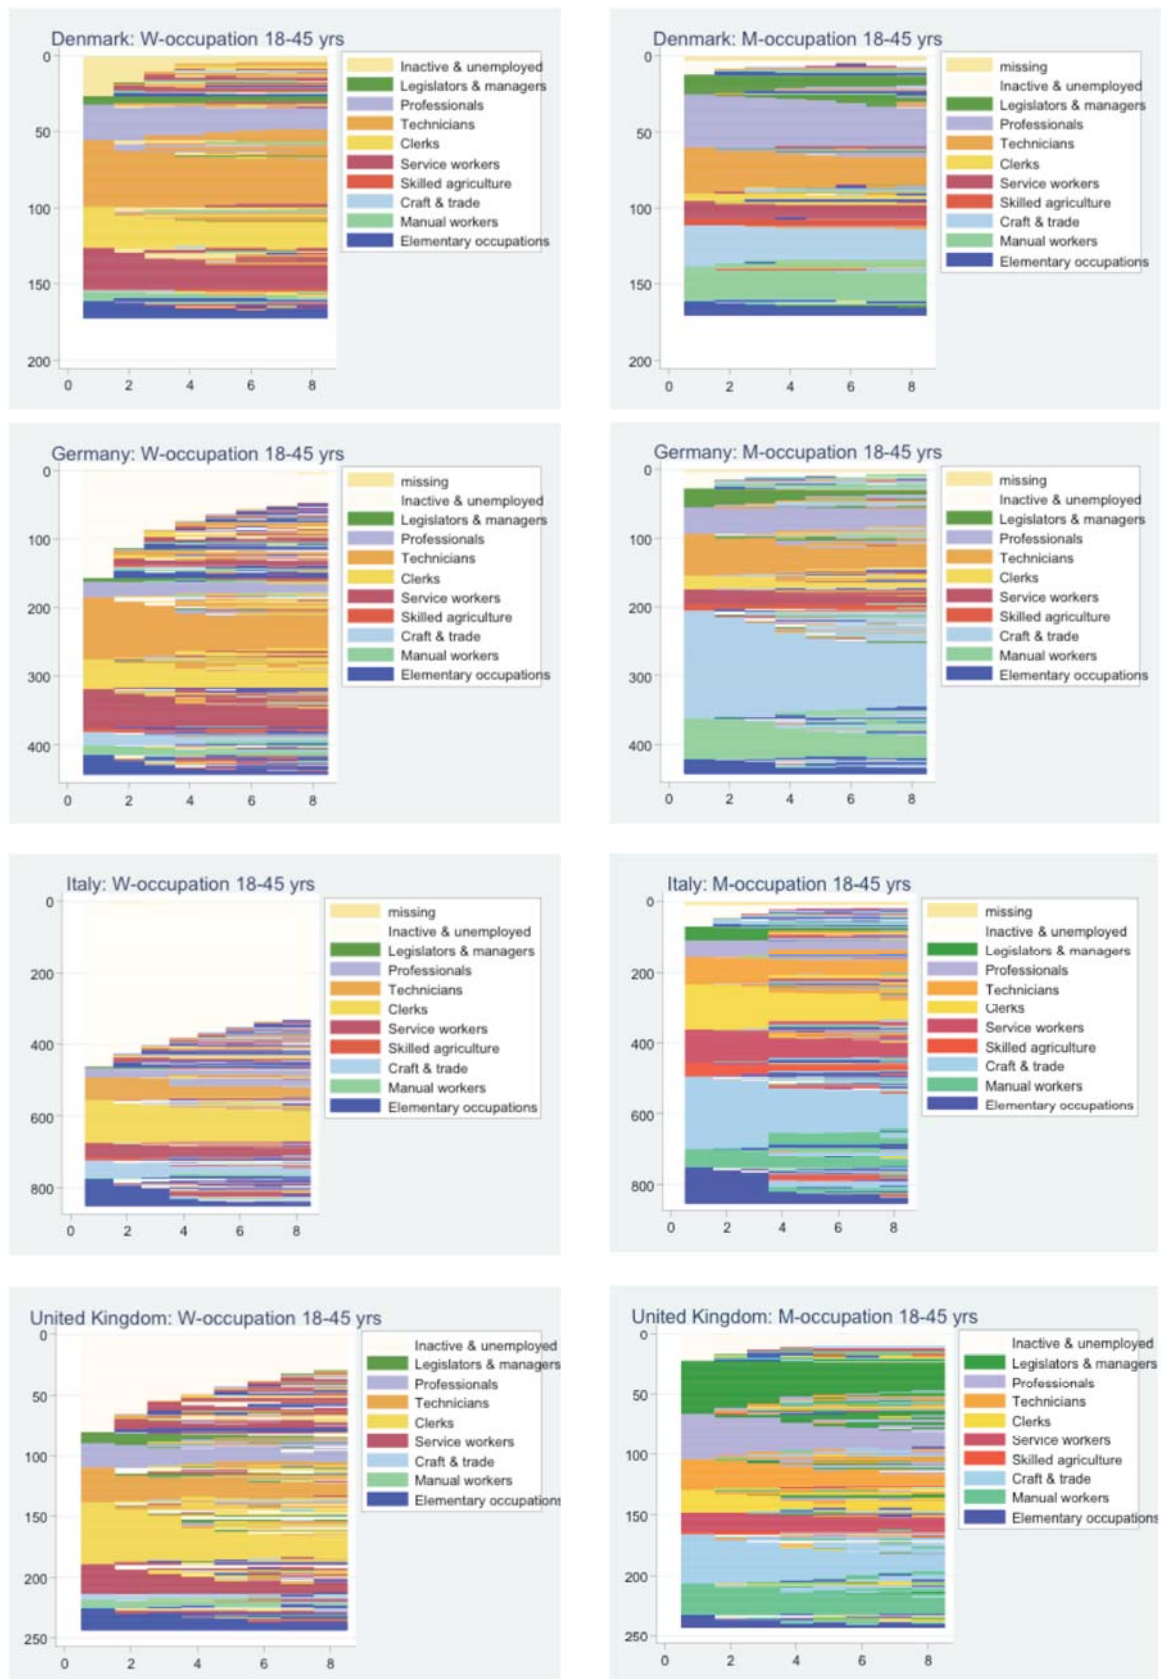 Denmark: W-occupation 18-45 yrs
0
50
100
150
200
0 2 4 6 8
Inactive & unemployed
Legislators & managers
Professionals
Technicians
Clerks
Service workers
Skilled agriculture
Craft & trade
Manual workers
Elementary occupations
Denmark: M-occupation 18-45 yrs
0
50
100
150
200
0 2 4 6 8
missing
Inactive & unemployed
Legislators & managers
Professionals
Technicians
Clerks
Service workers
Skilled agriculture
Craft & trade
Manual workers
Elementary occupations
Germany: W-occupation 18-45 yrs
0
100
200
300
400
0 2 4 6 8
missing
Inactive & unemployed
Legislators & managers
Professionals
Technicians
Clerks
Service workers
Skilled agriculture
Craft & trade
Manual workers
Elementary occupations
Germany: M-occupation 18-45 yrs
0
100
200
300
400
0 2 4 6 8
missing
Inactive & unemployed
Legislators & managers
Professionals
Technicians
Clerks
Service workers
Skilled agriculture
Craft & trade
Manual workers
Elementary occupations
Italy: W-occupation 18-45 yrs
0
200
400
600
800
0 2 4 6 8
missing
Inactive & unemployed
Legislators & managers
Professionals
Technicians
Clerks
Service workers
Skilled agriculture
Craft & trade
Manual workers
Elementary occupations
Italy: M-occupation 18-45 yrs
0
200
400
600
800
0 2 4 6 8
missing
Inactive & unemployed
Legislators & managers
Professionals
Technicians
Clerks
Service workers
Skilled agriculture
Craft & trade
Manual workers
Elementary occupations
United Kingdom: W-occupation 18-45 yrs
0
50
100
150
200
250
0 2 4 6 8
Inactive & unemployed
Legislators & managers
Professionals
Technicians
Clerks
Service workers
Craft & trade
Manual workers
Elementary occupations
United Kingdom: M-occupation 18-45 yrs
0
50
100
150
200
250
0 2 4 6 8
Inactive & unemployed
Legislators & managers
Professionals
Technicians
Clerks
Service workers
Skilled agriculture
Craft & trade
Manual workers
Elementary occupations